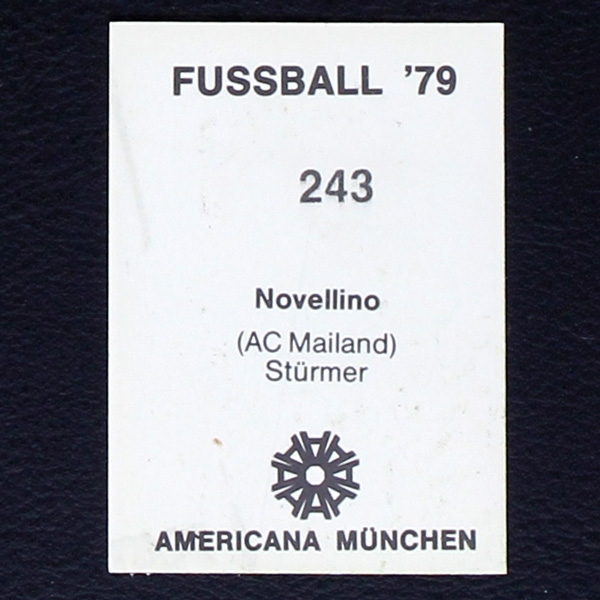 FUSSBALL ’79
243
Novellino
(AC Mailand)
Stürmer
AMERICANA MÜNCHEN